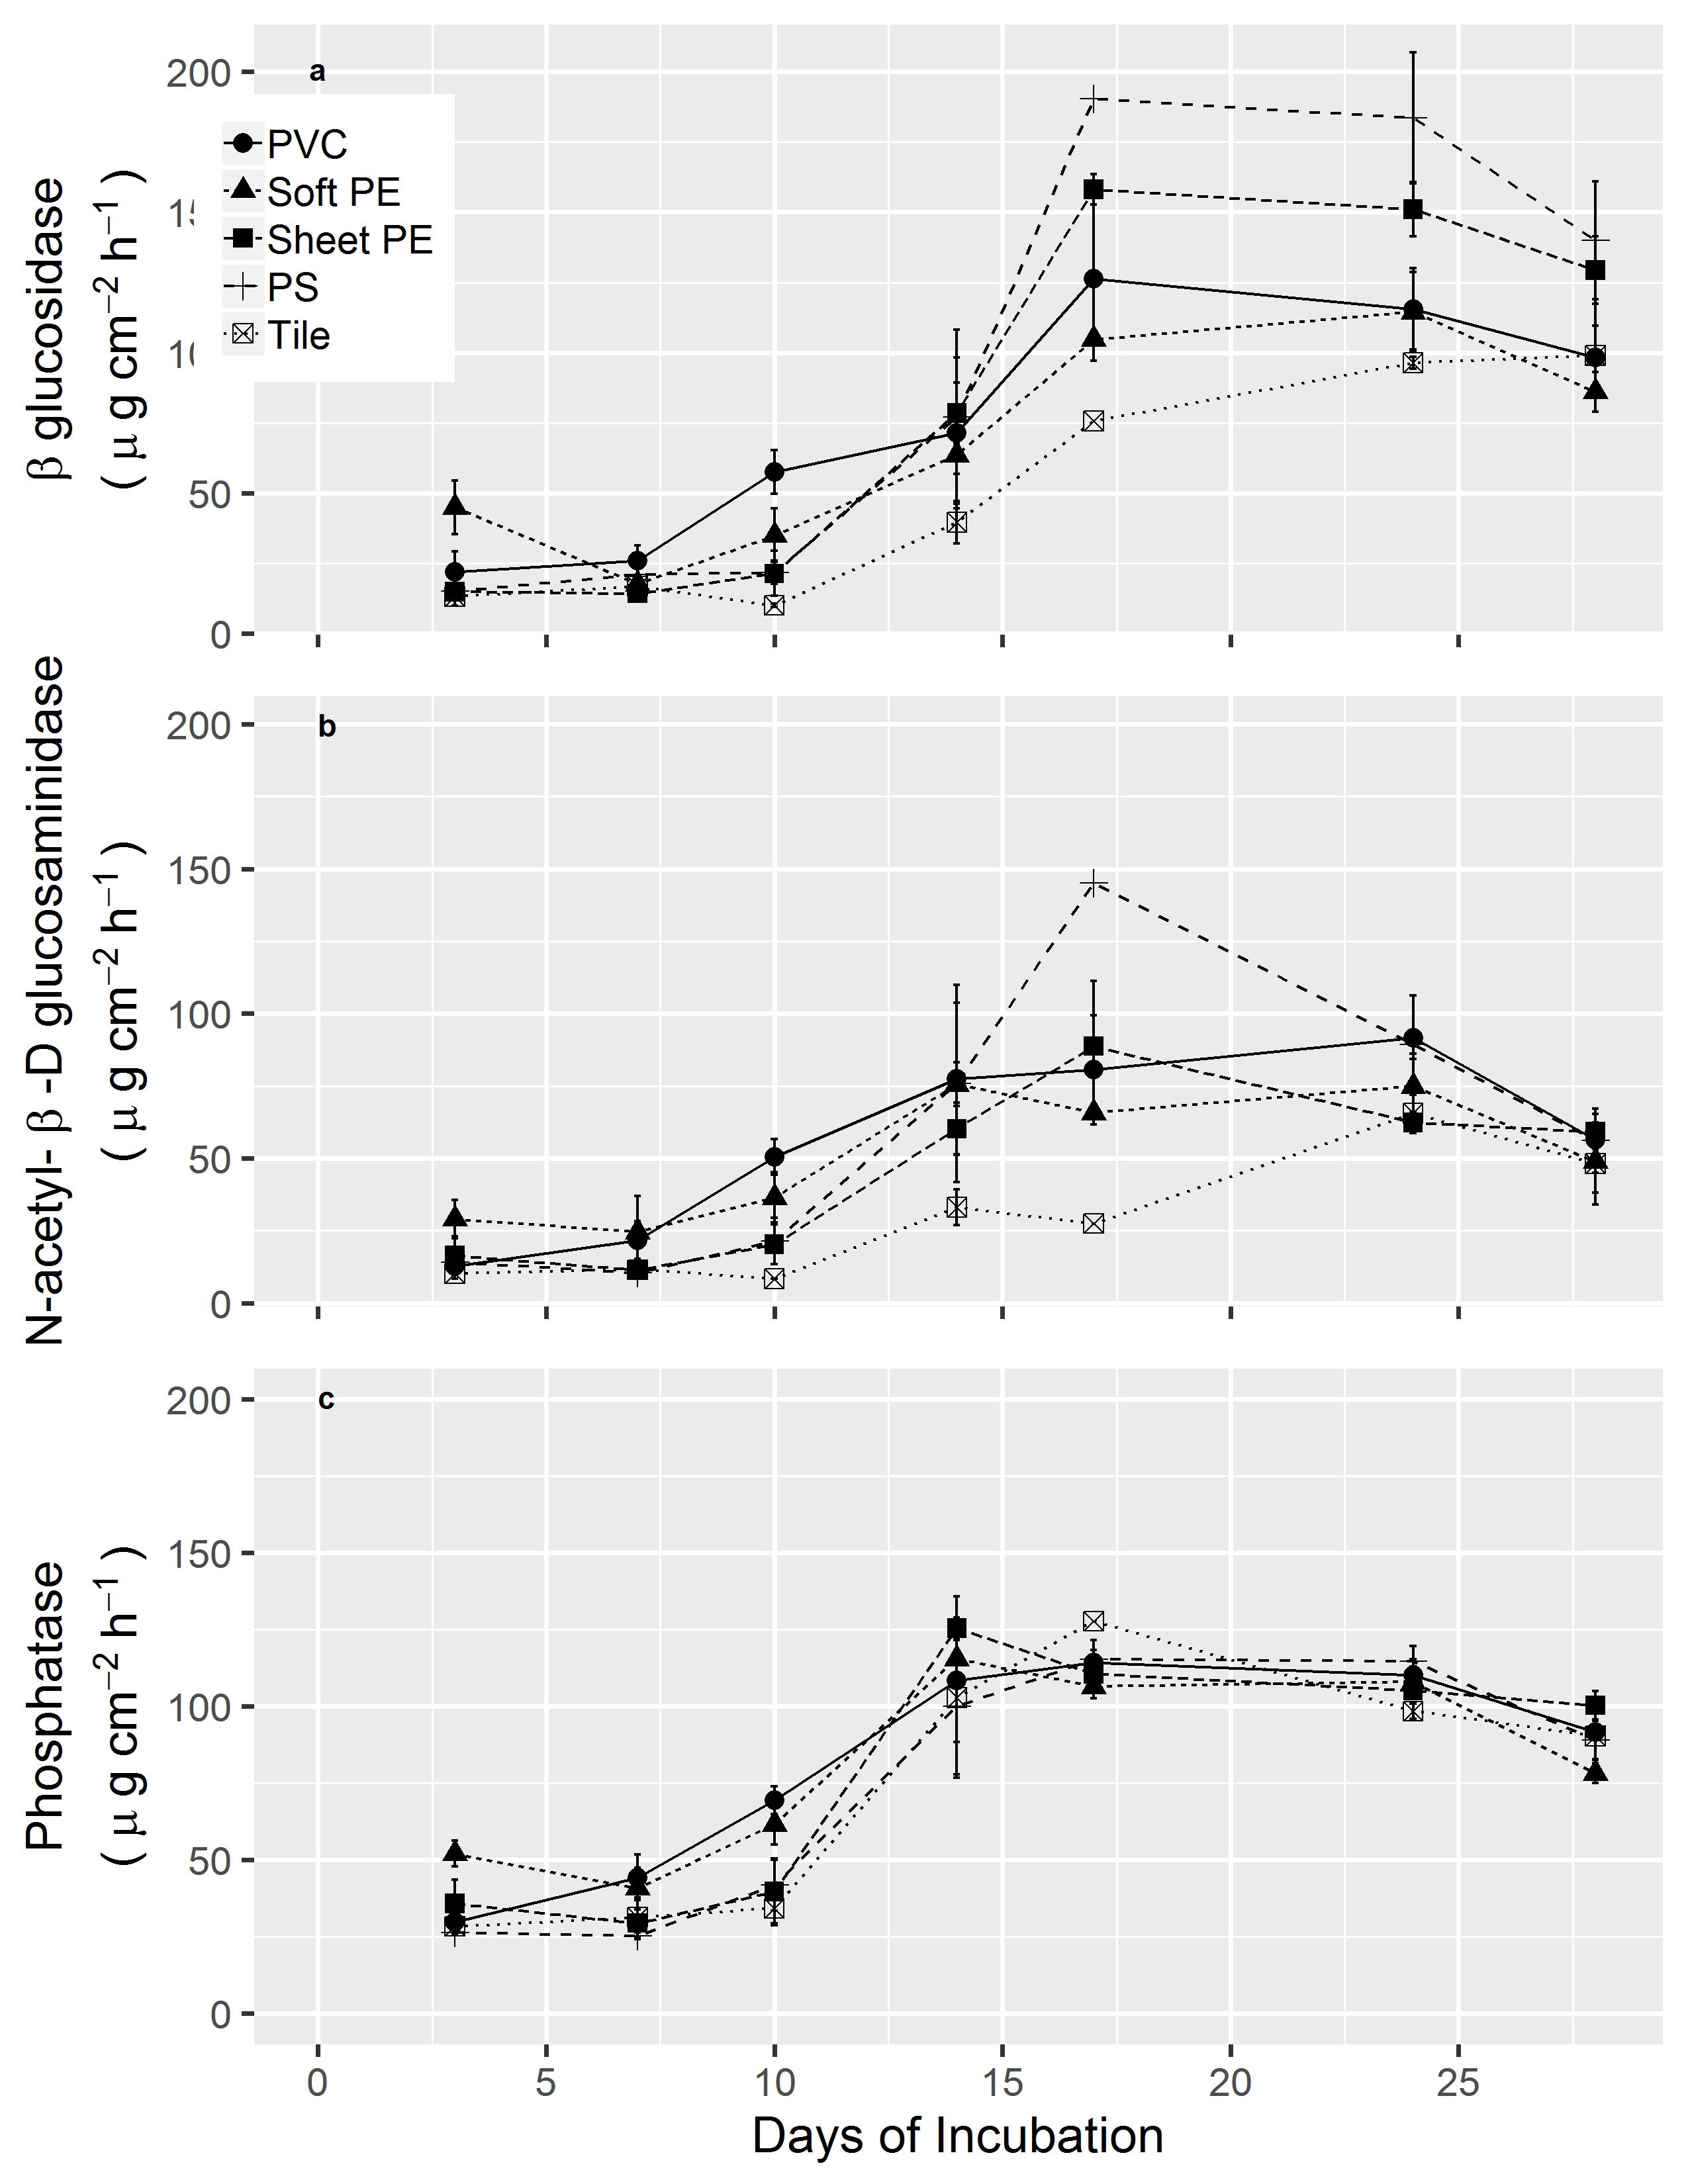 a
β glucosidase
( μ g cm−2 h−1 )
200
50
0
PVC
Soft PE
Sheet PE
PS
Tile
b
N-acetyl- β -D glucosaminidase
( μ g cm−2 h−1 )
200
150
100
50
0
c
Phosphatase
( μ g cm−2 h−1 )
200
150
100
50
0
0 5 10 15 20 25
Days of Incubation